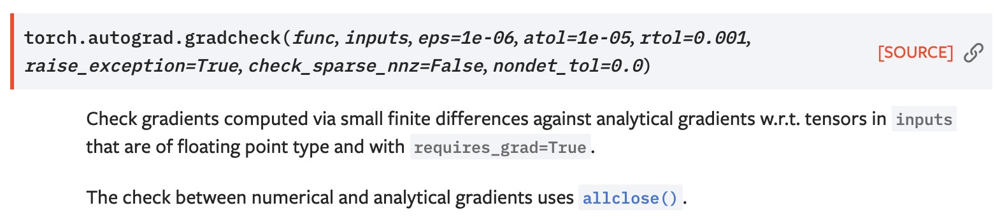 torch.autograd.gradcheck(func, inputs, eps=1e-06, atol=1e-05, rtol=0.001,
raise_exception=True, check_sparse_nnz=False, nondet_tol=0.0)
[SOURCE]
Check gradients computed via small finite differences against analytical gradients w.r.t. tensors in inputs
that are of floating point type and with requires_grad=True.
The check between numerical and analytical gradients uses allclose().